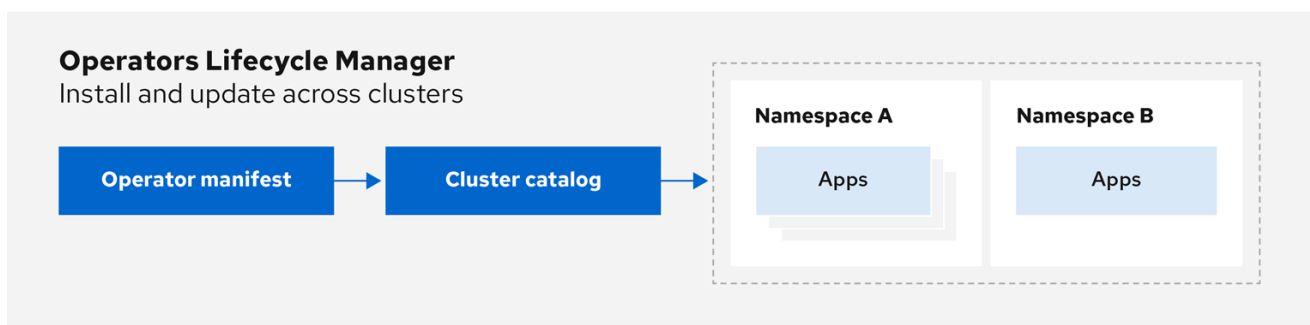 Operators Lifecycle Manager
Install and update across clusters
Operator manifest
Cluster catalog
Namespace A
Apps
Namespace B
Apps